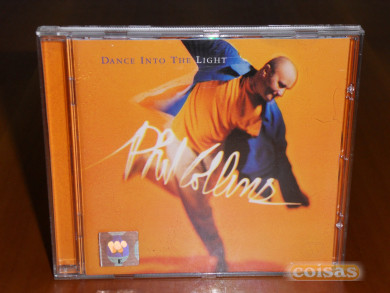 DANCE INTO THE LIGHT
Phil Collins
coisas